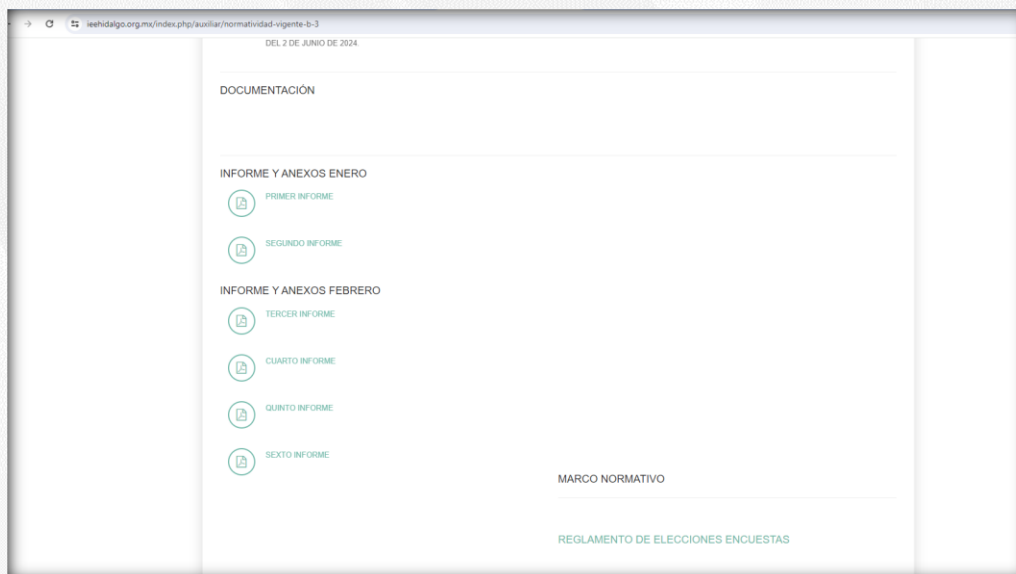 ieehidalgo.org.mx/index.php/auxiliar/normatividad-vigente-b-3
DEL 2 DE JUNIO DE 2024.
DOCUMENTACIÓN
INFORME Y ANEXOS ENERO
PRIMER INFORME
SEGUNDO INFORME
INFORME Y ANEXOS FEBRERO
TERCER INFORME
CUARTO INFORME
QUINTO INFORME
SEXTO INFORME
MARCO NORMATIVO
REGLAMENTO DE ELECCIONES ENCUESTAS